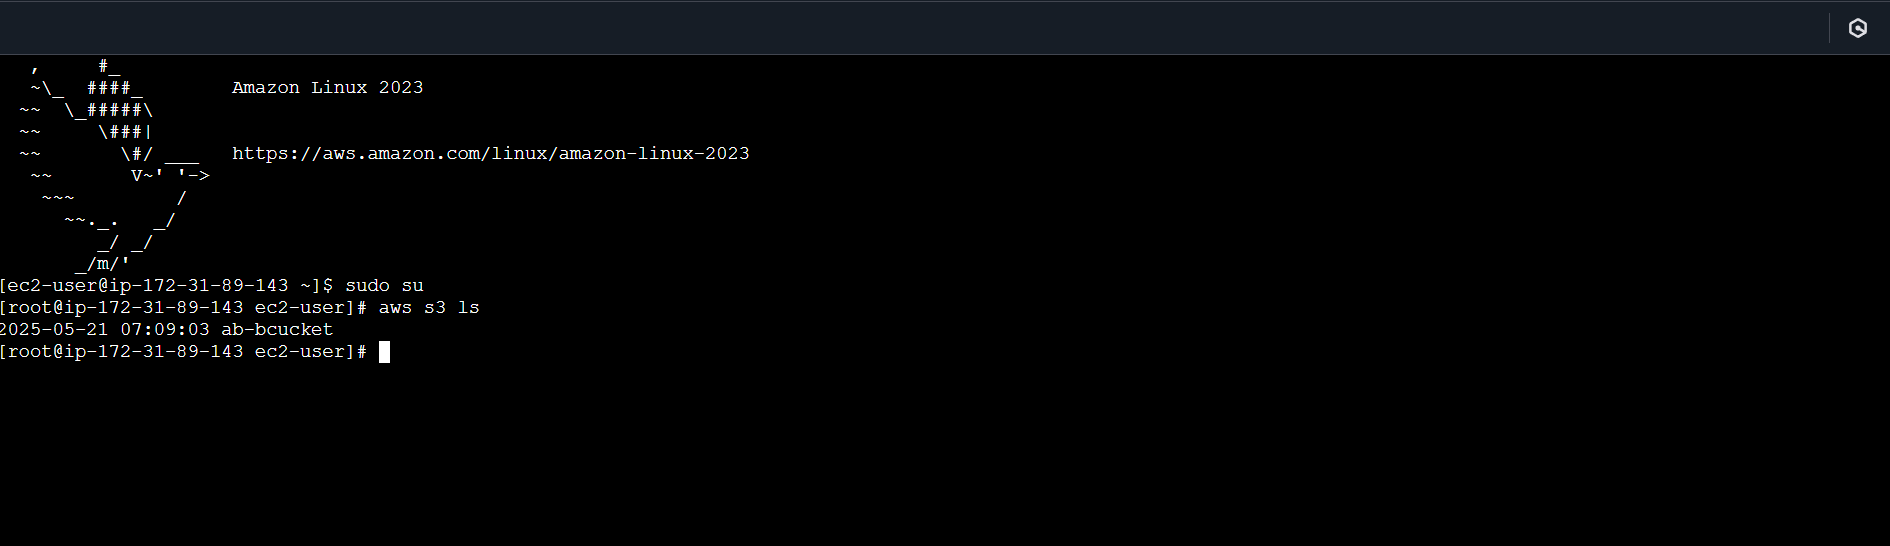 ,     #_
   ~\_  ####_        Amazon Linux 2023
  ~~  \_#####\
  ~~     \###|
  ~~       \#/ ___   https://aws.amazon.com/linux/amazon-linux-2023
   ~~       V~' '->
    ~~~         /
      ~~._.   _/
         _/ _/
       _/m/'
[ec2-user@ip-172-31-89-143 ~]$ sudo su
[root@ip-172-31-89-143 ec2-user]# aws s3 ls
2025-05-21 07:09:03 ab-bcucket
[root@ip-172-31-89-143 ec2-user]#